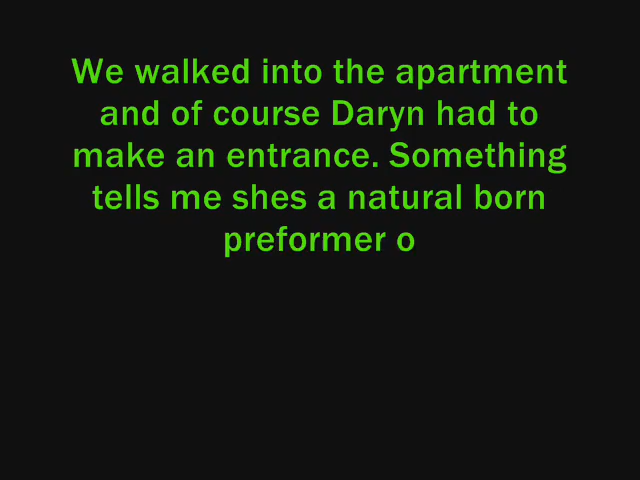 We walked into the apartment
and of course Daryn had to
make an entrance. Something
tells me shes a natural born
preformer o